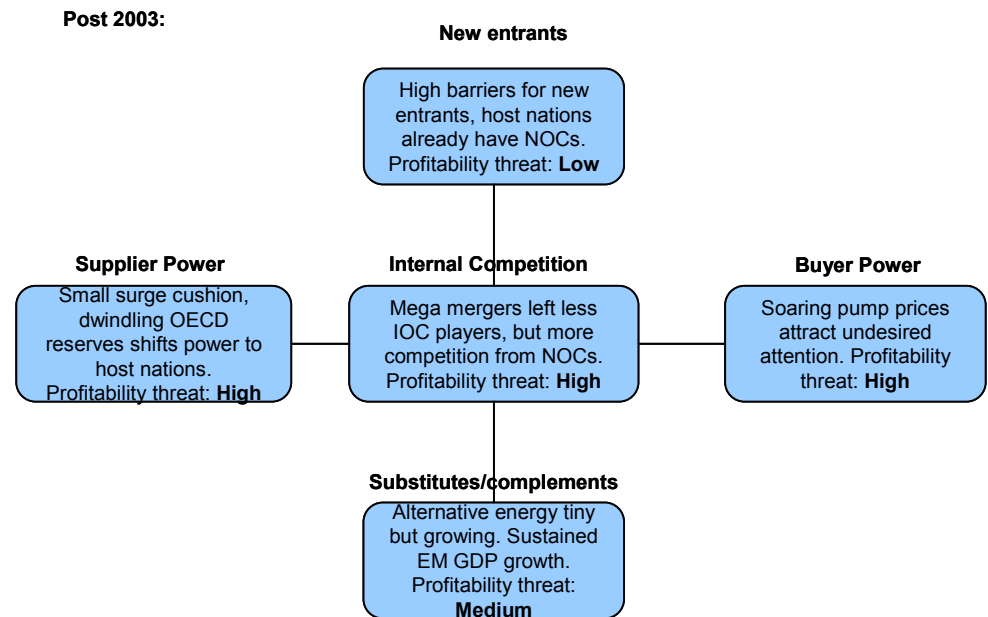 Post 2003:
New entrants
High barriers for new
entrants, host nations
already have NOCs.
Profitability threat: Low
Supplier Power
Small surge cushion,
dwindling OECD
reserves shifts power to
host nations.
Profitability threat: High
Internal Competition
Mega mergers left less
IOC players, but more
competition from NOCs.
Profitability threat: High
Buyer Power
Soaring pump prices
attract undesired
attention. Profitability
threat: High
Substitutes/complements
Alternative energy tiny
but growing. Sustained
EM GDP growth.
Profitability threat:
Medium